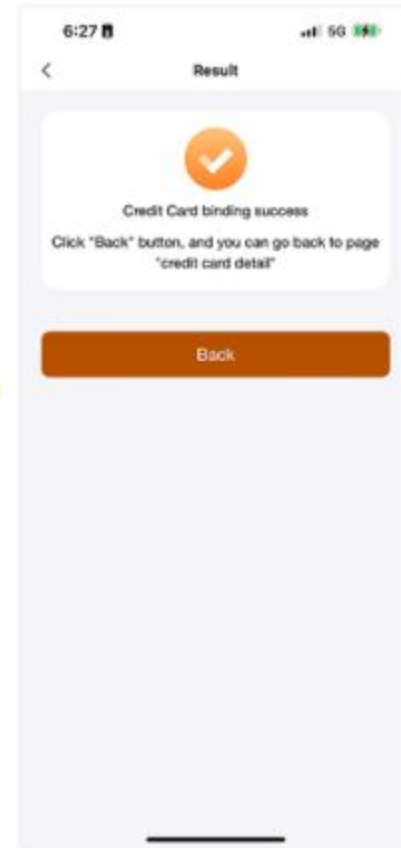 6:27
5G
Result
Credit Card binding success
Click "Back" button, and you can go back to page
"credit card detail"
Back